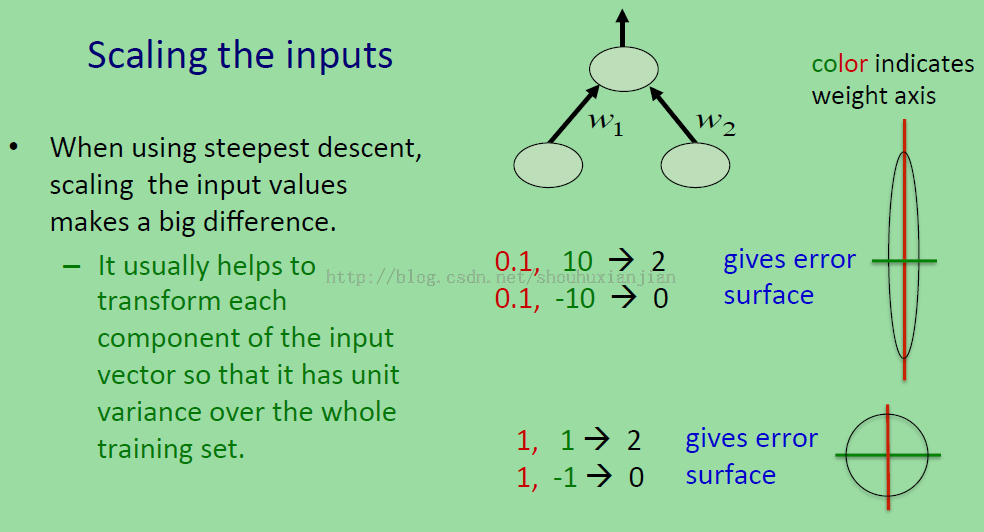 Scaling the inputs
• When using steepest descent,
scaling the input values
makes a big difference.
– It usually helps to
transform each
component of the input
vector so that it has unit
variance over the whole
training set.
w₁
w₂
color indicates
weight axis
0.1, 10 → 2
0.1, -10 → 0
gives error
surface
http://blog.csdn.net/shouhuxianjian
1, 1 → 2
1, -1 → 0
gives error
surface